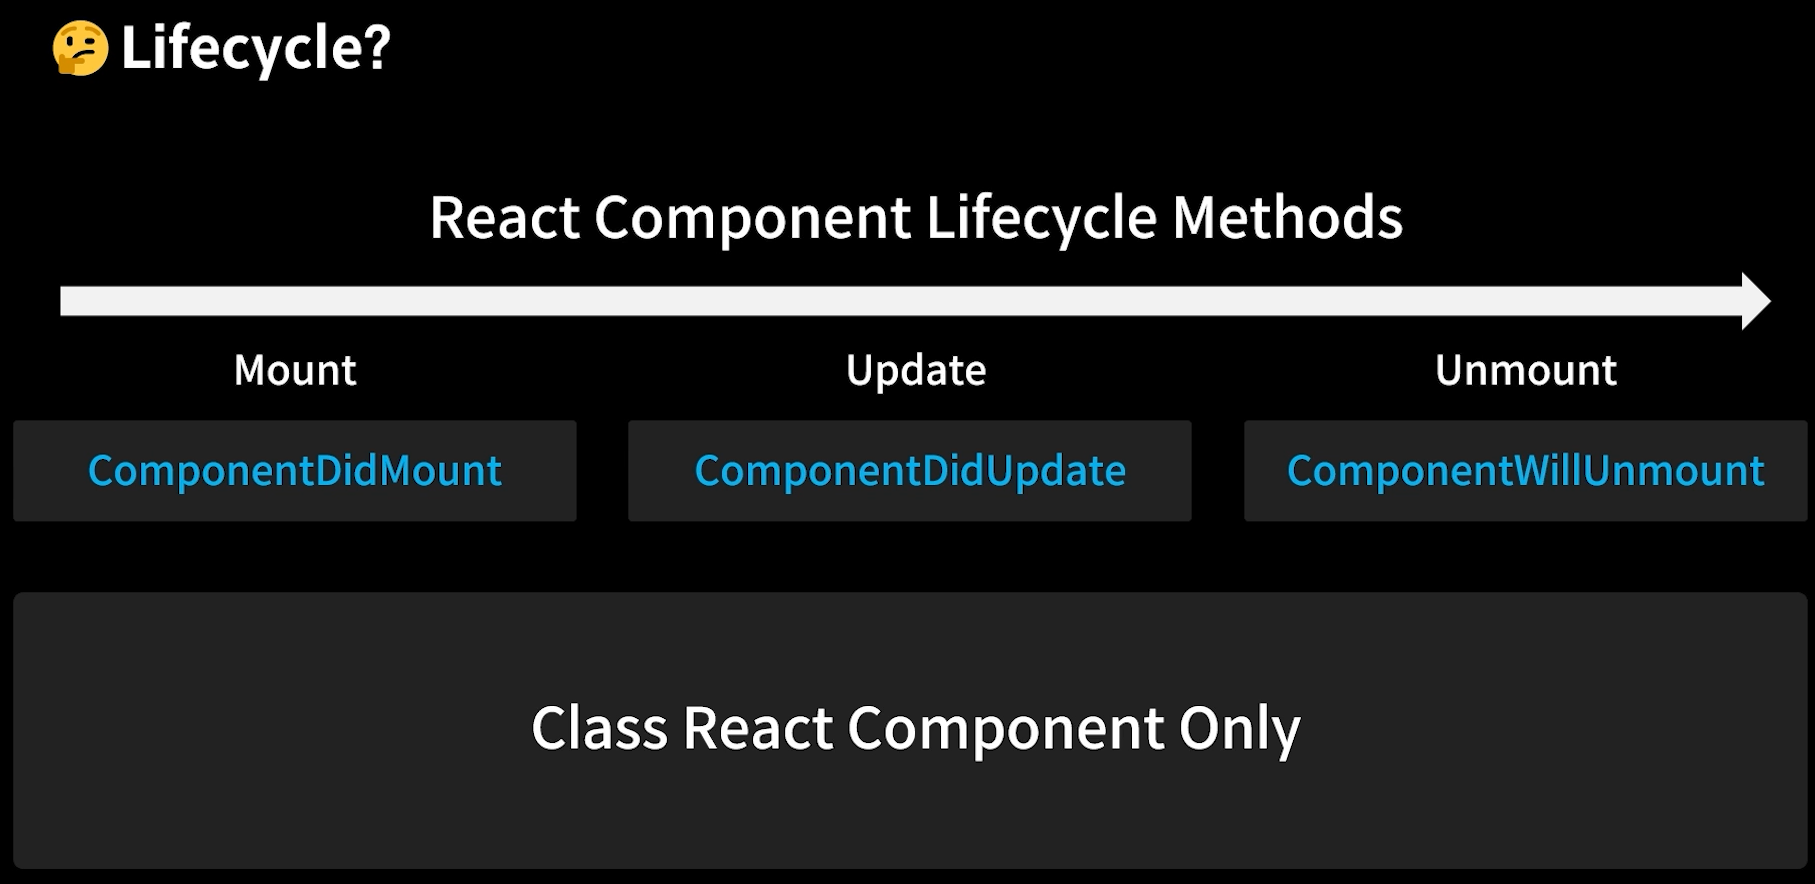 🤔 Lifecycle?
React Component Lifecycle Methods
Mount
Update
Unmount
ComponentDidMount
ComponentDidUpdate
ComponentWillUnmount
Class React Component Only